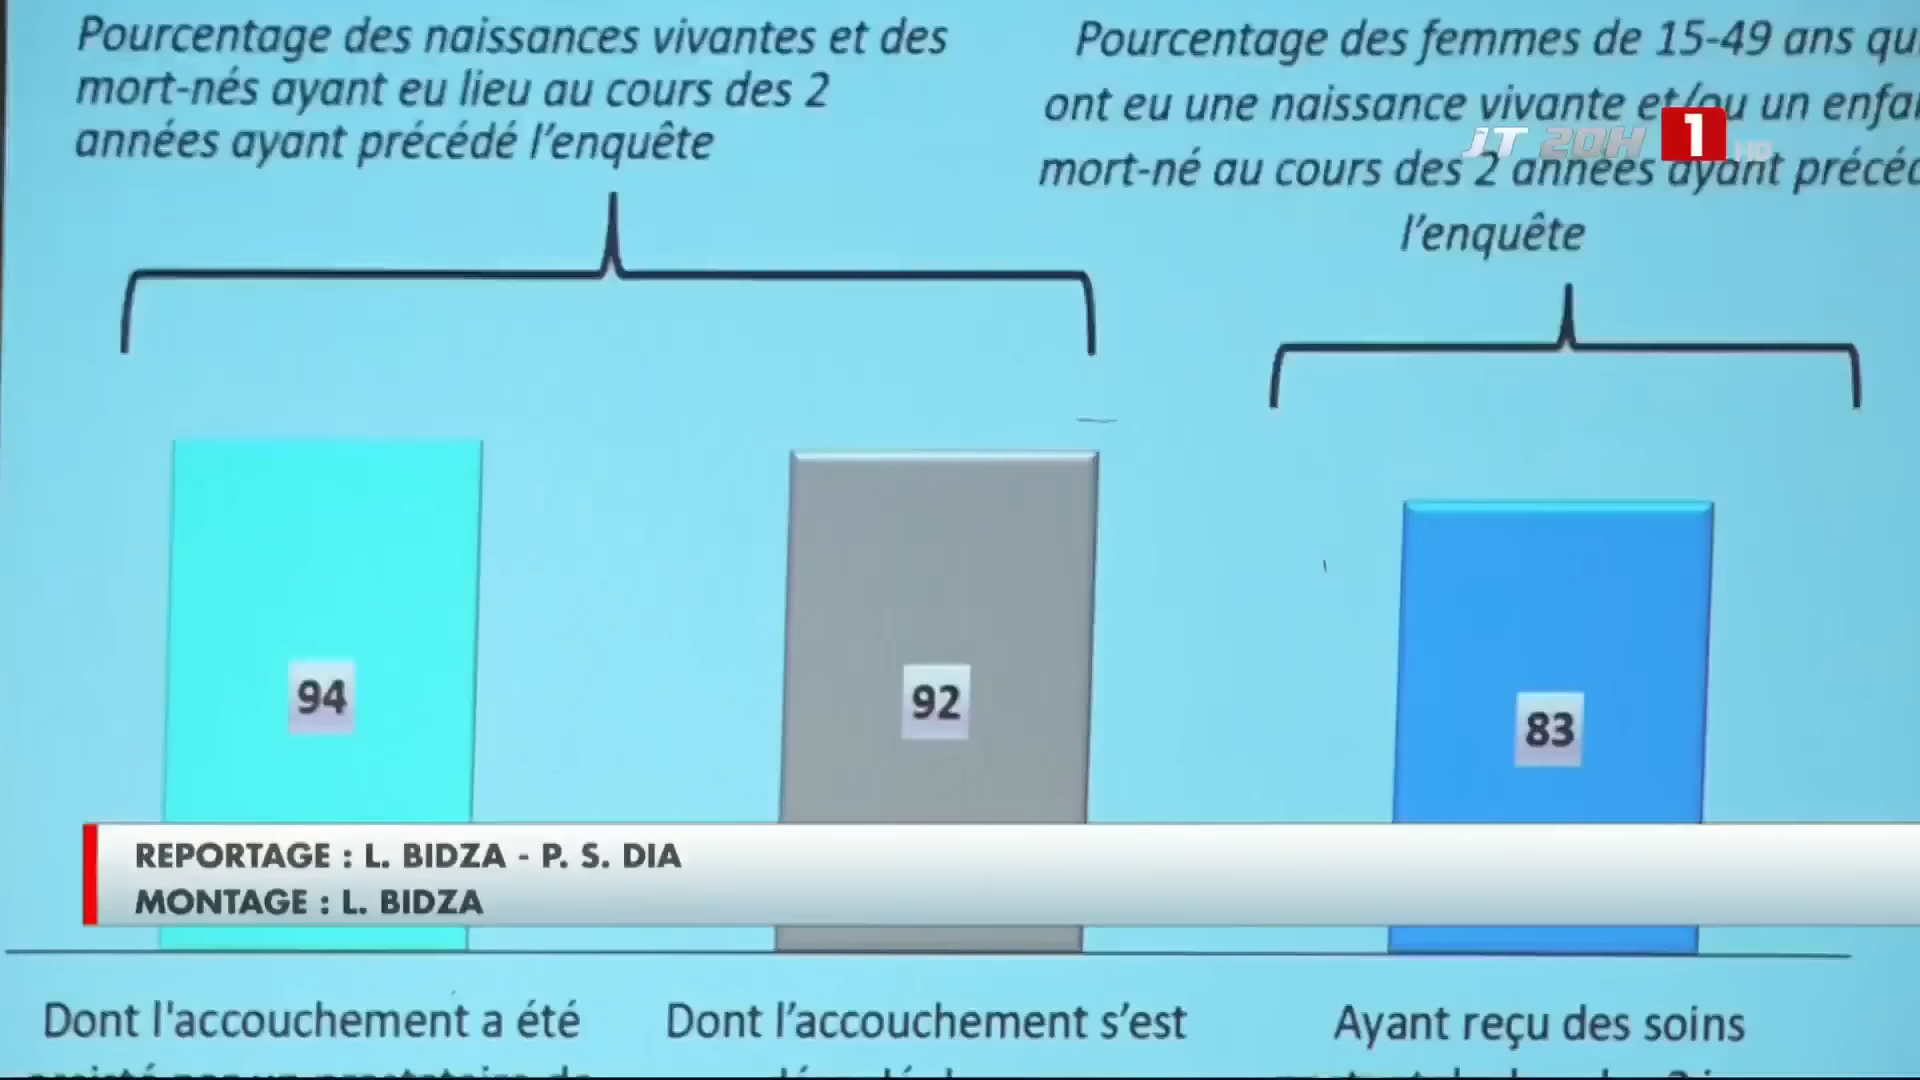 Pourcentage des naissances vivantes et des
mort-nés ayant eu lieu au cours des 2
années ayant précédé l'enquête
Pourcentage des femmes de 15-49 ans qu
ont eu une naissance vivante et/ou un enfa
mort-né au cours des 2 années ayant précéd
l'enquête
JT 20H 1 HD
94
92
83
REPORTAGE : L. BIDZA - P. S. DIA
MONTAGE : L. BIDZA
Dont l'accouchement a été
Dont l'accouchement s'est
Ayant reçu des soins